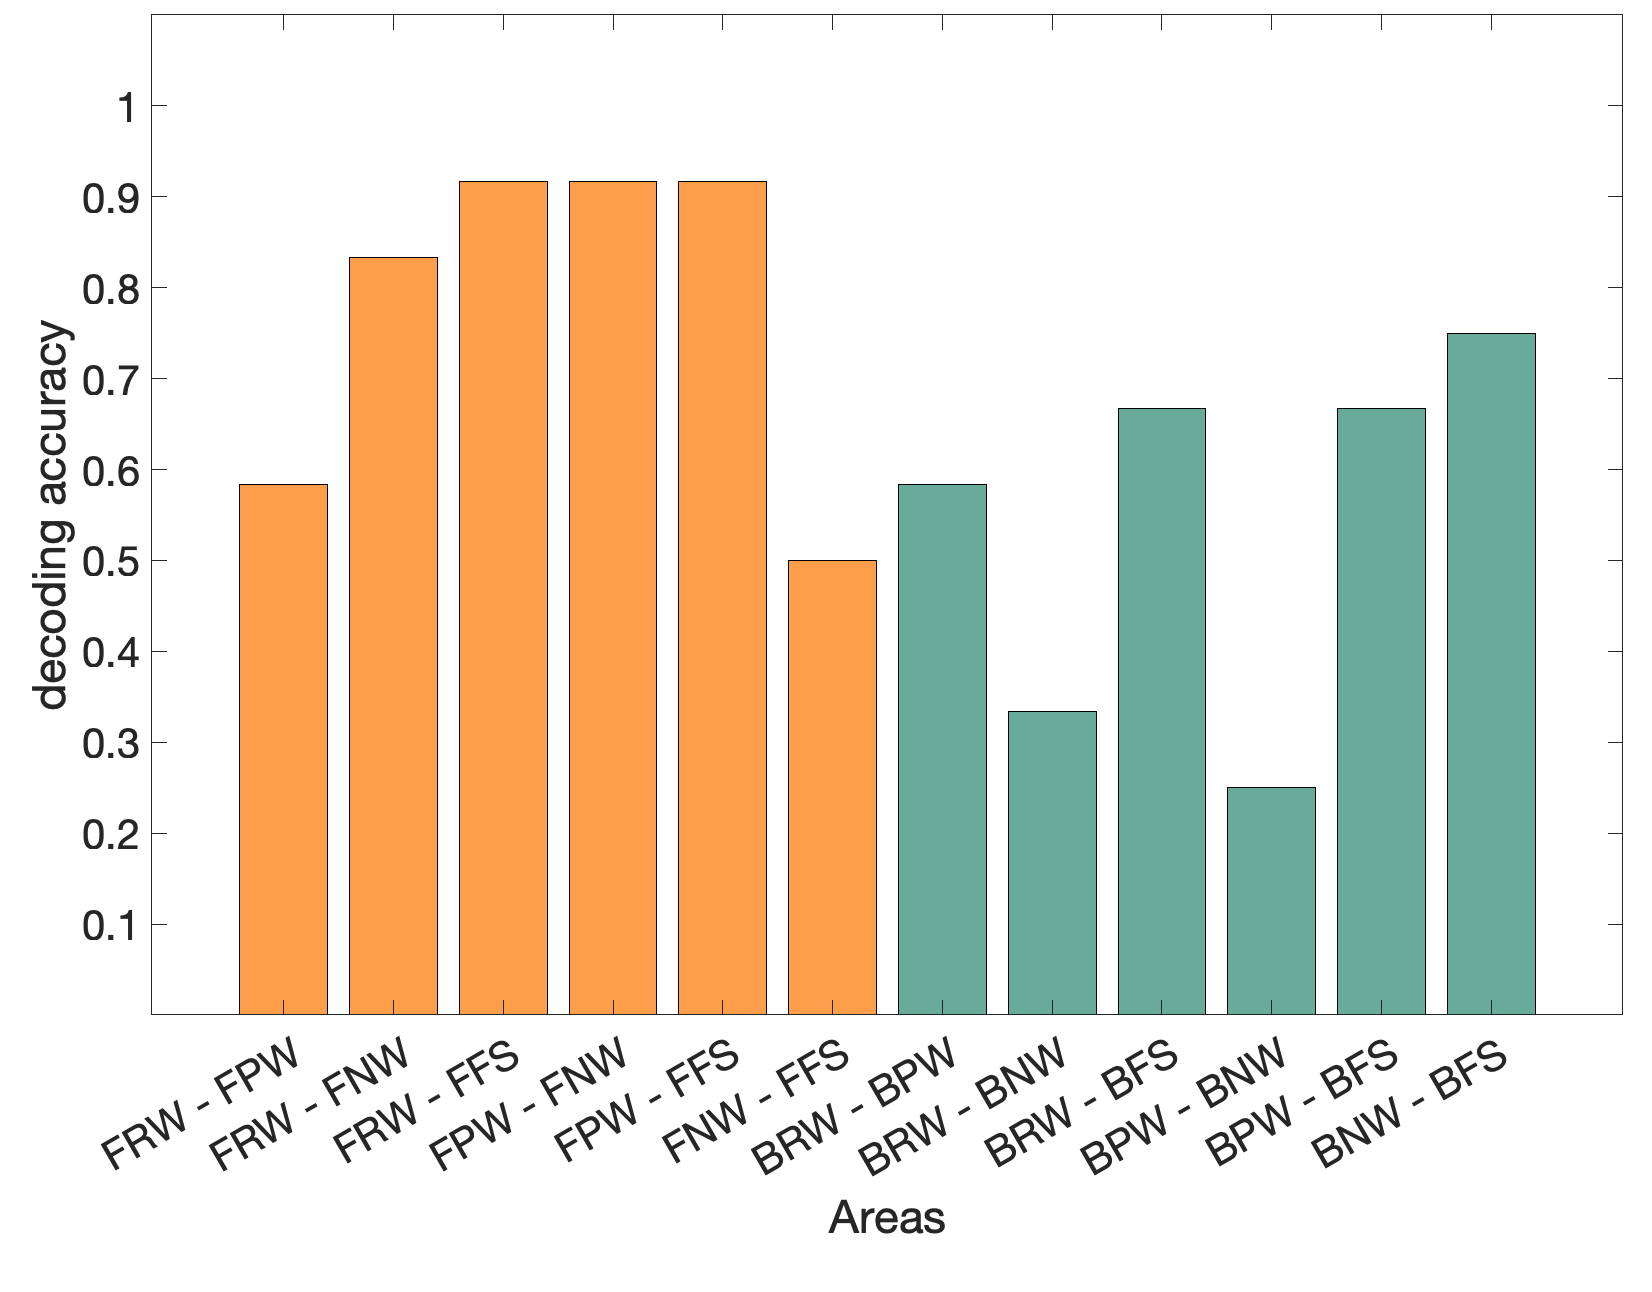 1
0.9
0.8
0.7
0.6
0.5
0.4
0.3
0.2
0.1
decoding accuracy
FRW - FPW
FRW - FNW
FRW - FFS
FPW - FNW
FPW - FFS
FNW - FFS
BRW - BPW
BRW - BNW
BRW - BFS
BPW - BNW
BPW - BFS
BNW - BFS
Areas